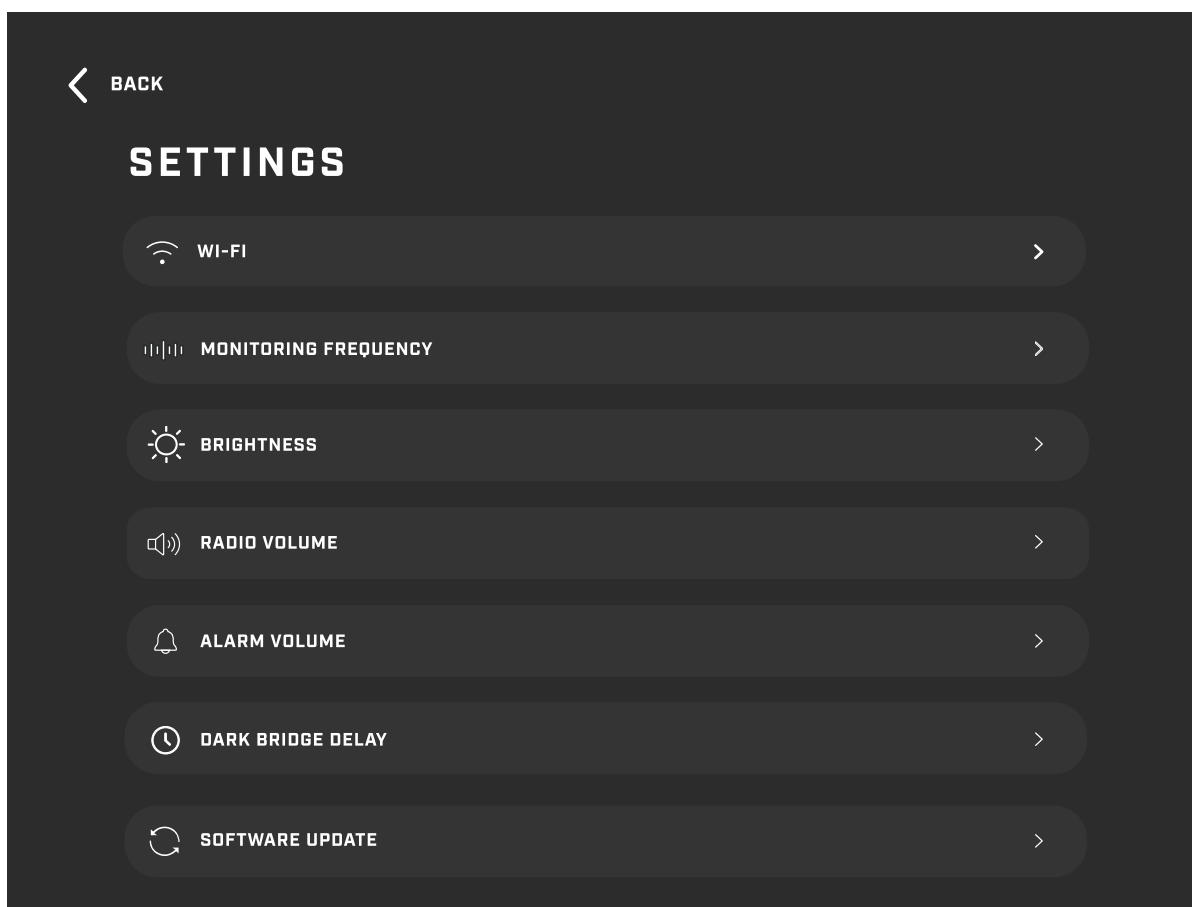 BACK
SETTINGS
WI-FI
MONITORING FREQUENCY
BRIGHTNESS
RADIO VOLUME
ALARM VOLUME
DARK BRIDGE DELAY
SOFTWARE UPDATE